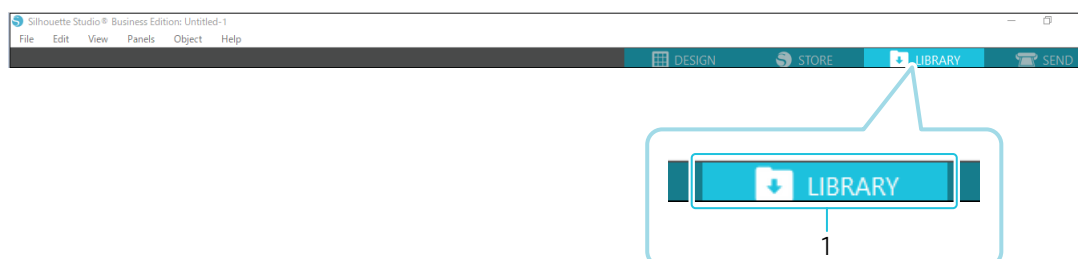 Silhouette Studio® Business Edition: Untitled-1
File Edit View Panels Object Help
DESIGN STORE LIBRARY SEND
LIBRARY
1